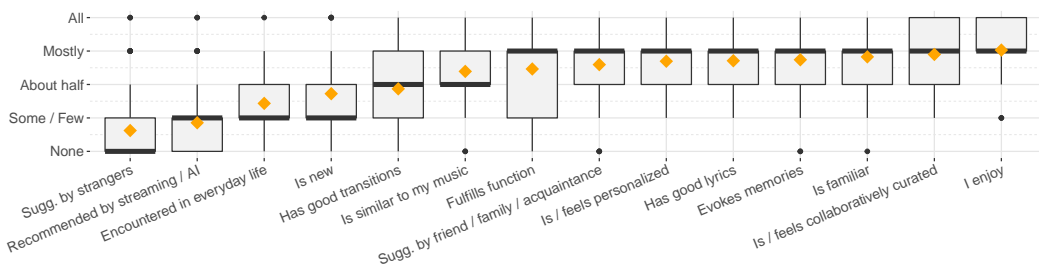 All
Mostly
About half
Some / Few
None
Sugg. by strangers
Recommended by streaming / AI
Encountered in everyday life
Is new
Has good transitions
Is similar to my music
Fulfills function
Sugg. by friend / family / acquaintance
Is / feels personalized
Has good lyrics
Evokes memories
Is familiar
Is / feels collaboratively curated
I enjoy